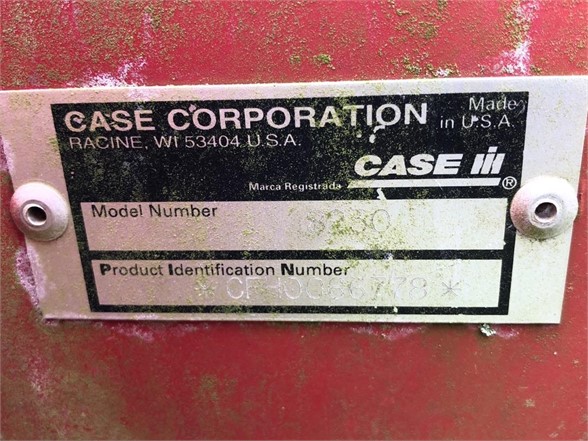 CASE CORPORATION
Made in U.S.A.
RACINE, WI 53404 U.S.A.
CASE IH ®
Marca Registrada
Model Number
Product Identification Number